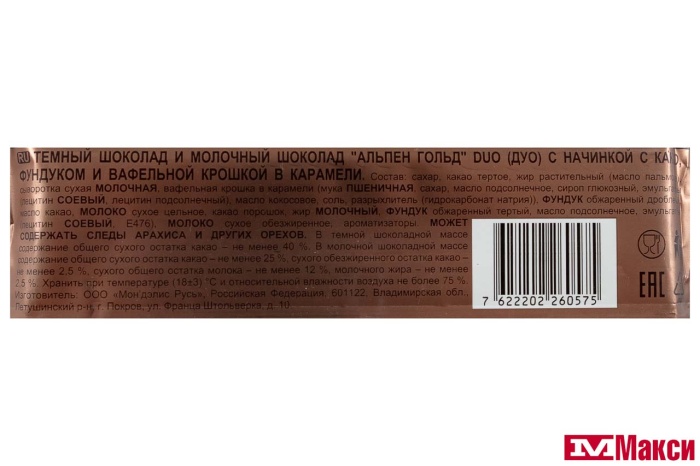 RU ТЕМНЫЙ ШОКОЛАД И МОЛОЧНЫЙ ШОКОЛАД "АЛЬПЕН ГОЛЬД" DUO (ДУО) С НАЧИНКОЙ С КАКАО,
ФУНДУКОМ И ВАФЕЛЬНОЙ КРОШКОЙ В КАРАМЕЛИ. Состав: сахар, какао тертое, жир растительный (масло пальм
сыворотка сухая МОЛОЧНАЯ, вафельная крошка в карамели (мука ПШЕНИЧНАЯ, сахар, масло подсолнечное, сироп глюкозный, эмульг
лецитин СОЕВЫЙ, лецитин подсолнечный), масло кокосовое, соль, разрыхлитель (гидрокарбонат натрия)), ФУНДУК обжаренный дробл
масло какао, МОЛОКО сухое цельное, какао порошок, жир МОЛОЧНЫЙ, ФУНДУК обжаренный тертый, масло подсолнечное, эмульг
лецитин СОЕВЫЙ, Е476), МОЛОКО сухое обезжиренное, ароматизаторы. МОЖЕТ
СОДЕРЖАТЬ СЛЕДЫ АРАХИСА И ДРУГИХ ОРЕХОВ. В темной шоколадной массе
содержание общего сухого остатка какао – не менее 40 %. В молочной шоколадной массе
содержание общего сухого остатка какао – не менее 25 %, сухого обезжиренного остатка какао –
не менее 2,5 %, сухого общего остатка молока – не менее 12 %, молочного жира – не менее
2,5 %. Хранить при температуре (18±3) °С и относительной влажности воздуха не более 75 %.
Изготовитель: ООО «Мон'дэлис Русь», Российская Федерация, 601122, Владимирская обл.,
Петушинский р-н, г. Покров, ул. Франца Штольверка, д. 10
7 622202 260575
EAC
Макси